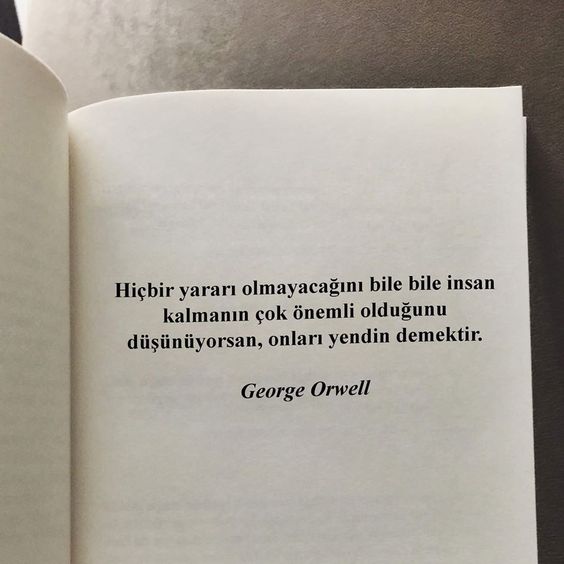 Hiçbir yararı olmayacağını bile bile insan
kalmanın çok önemli olduğunu
düşünüyorsan, onları yendin demektir.
George Orwell